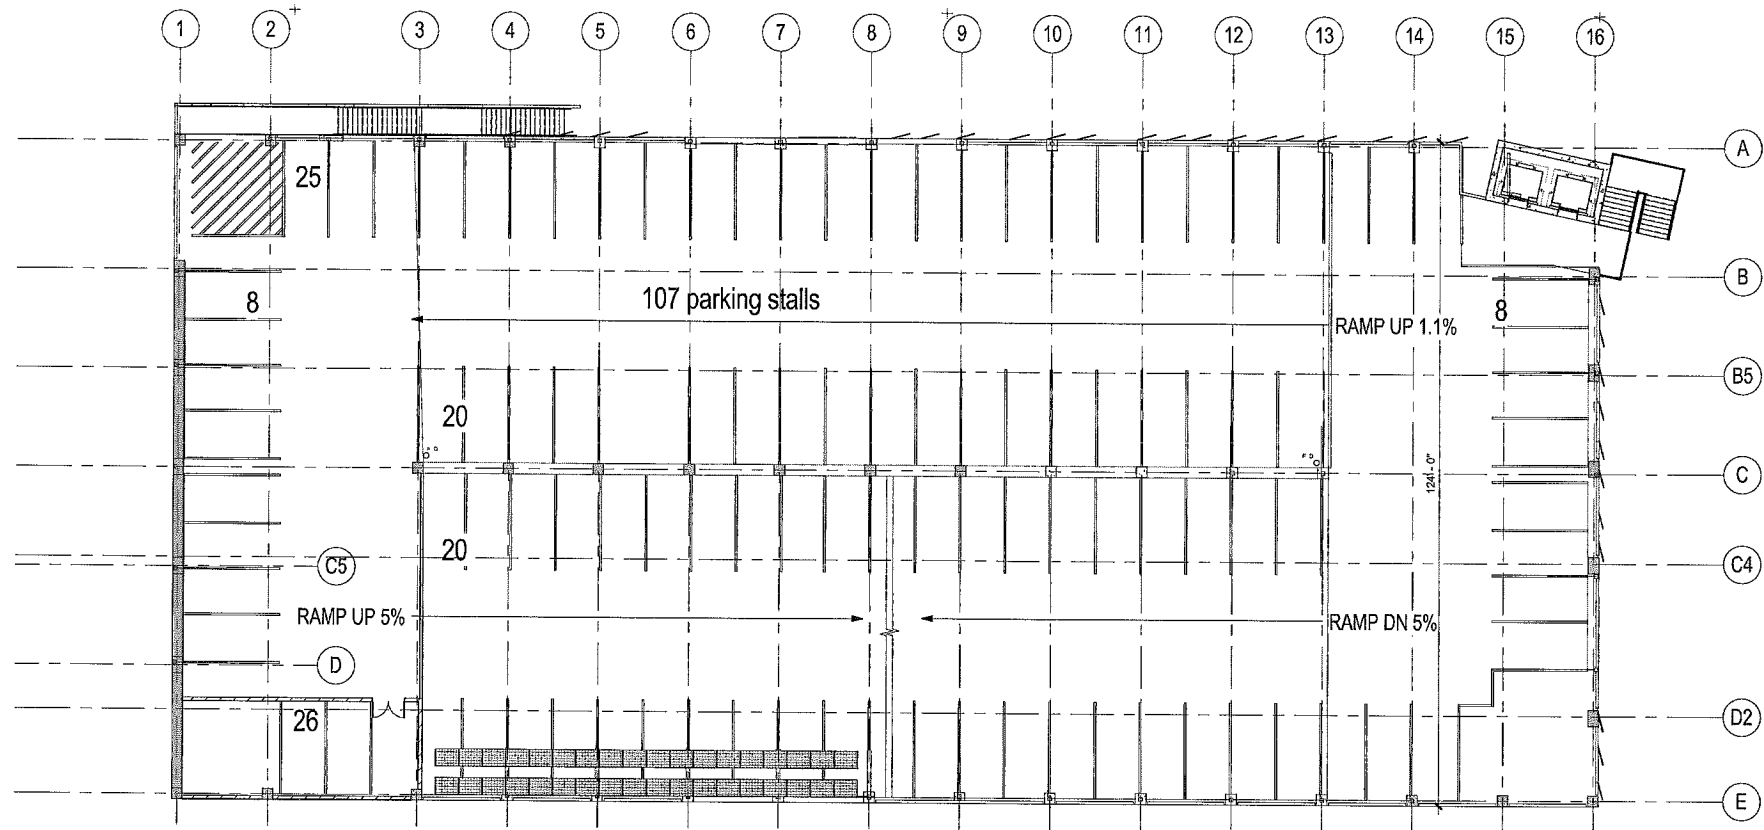 1 2 3 4 5 6 7 8 9 10 11 12 13 14 15 16
A
25
B
8
107 parking stalls
8
RAMP UP 1.1%
B5
20
F D
F D
C
124'- 0"
20
C5
C4
RAMP UP 5%
RAMP DN 5%
D
26
D2
E